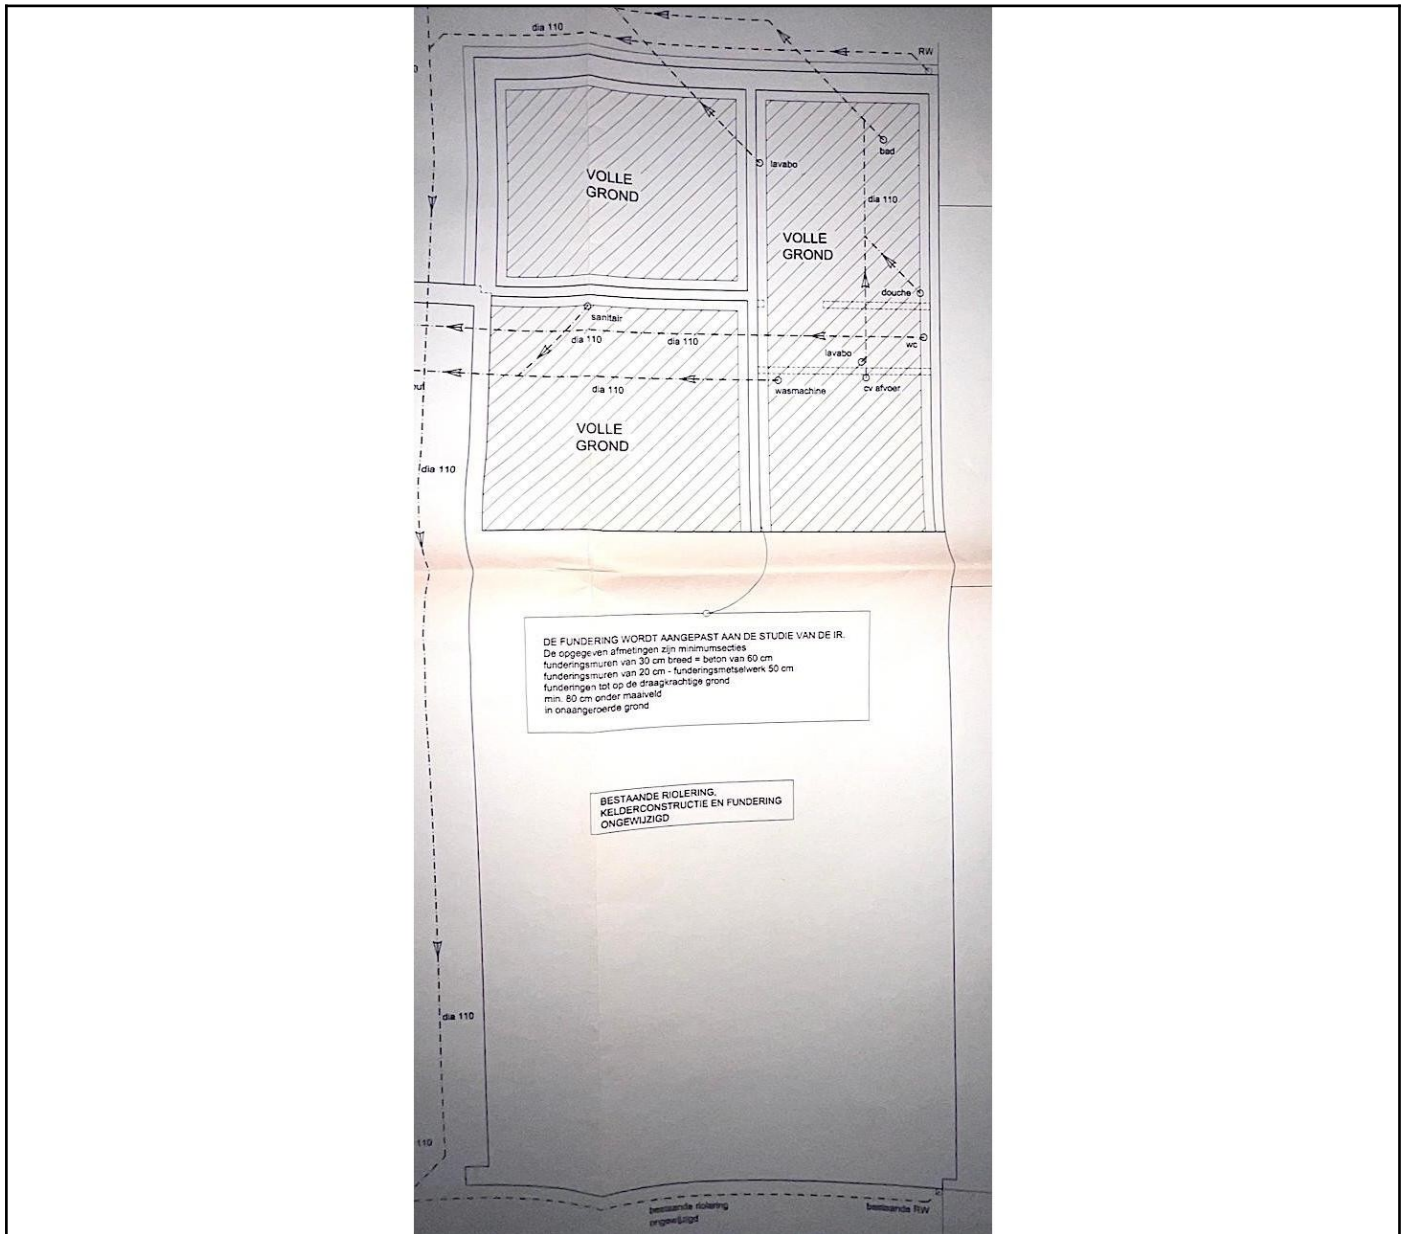 dia 110
RW
bad
lavabo
VOLLE
GROND
dia 110
VOLLE
GROND
douche
sanitair
dia 110
dia 110
wc
lavabo
dia 110
wasmachine
cv afvoer
VOLLE
GROND
dia 110
DE FUNDERING WORDT AANGEPAST AAN DE STUDIE VAN DE IR.
De opgegeven afmetingen zijn minimumsecties
funderingsmuren van 30 cm breed = beton van 60 cm
funderingsmuren van 20 cm - funderingsmetselwerk 50 cm
funderingen tot op de draagkrachtige grond
min. 80 cm onder maaiveld
in onaangeroerde grond
BESTAANDE RIOLERING,
KELDERCONSTRUCTIE EN FUNDERING
ONGEWIJZIGD
dia 110
110
bestaande riolering
ongewijzigd
bestaande RW